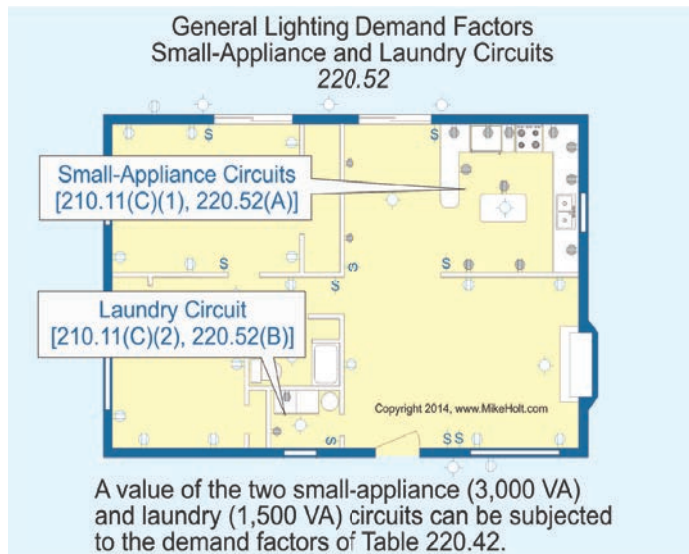 General Lighting Demand Factors
Small-Appliance and Laundry Circuits
220.52
$
$
Small-Appliance Circuits
[210.11(C)(1), 220.52(A)]
$
$ $
$
Laundry Circuit
[210.11(C)(2), 220.52(B)]
Copyright 2014, www.MikeHolt.com
$ $$
A value of the two small-appliance (3,000 VA)
and laundry (1,500 VA) circuits can be subjected
to the demand factors of Table 220.42.